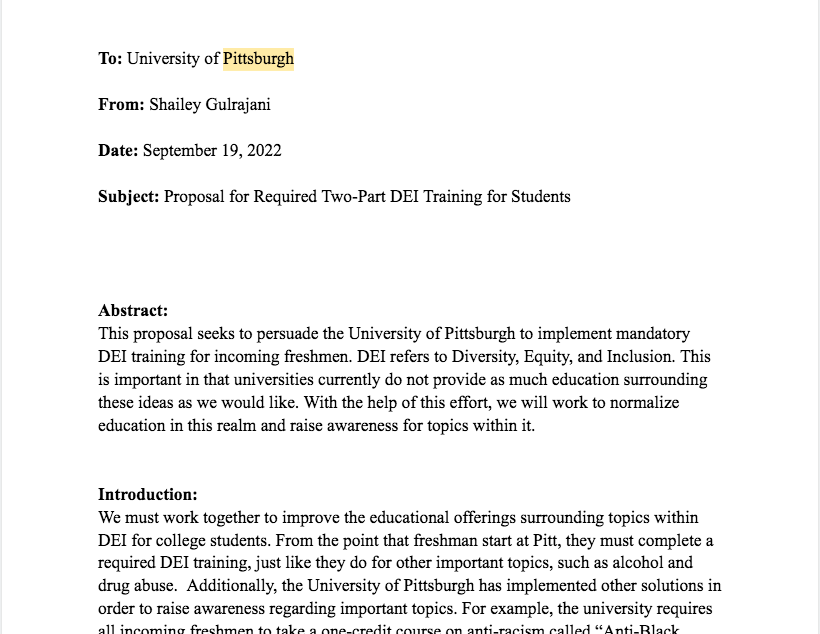 To: University of Pittsburgh
From: Shailey Gulrajani
Date: September 19, 2022
Subject: Proposal for Required Two-Part DEI Training for Students
Abstract:
This proposal seeks to persuade the University of Pittsburgh to implement mandatory
DEI training for incoming freshmen. DEI refers to Diversity, Equity, and Inclusion. This
is important in that universities currently do not provide as much education surrounding
these ideas as we would like. With the help of this effort, we will work to normalize
education in this realm and raise awareness for topics within it.
Introduction:
We must work together to improve the educational offerings surrounding topics within
DEI for college students. From the point that freshman start at Pitt, they must complete a
required DEI training, just like they do for other important topics, such as alcohol and
drug abuse.  Additionally, the University of Pittsburgh has implemented other solutions in
order to raise awareness regarding important topics. For example, the university requires
all incoming freshmen to take a one-credit course on anti-racism called “Anti-Black